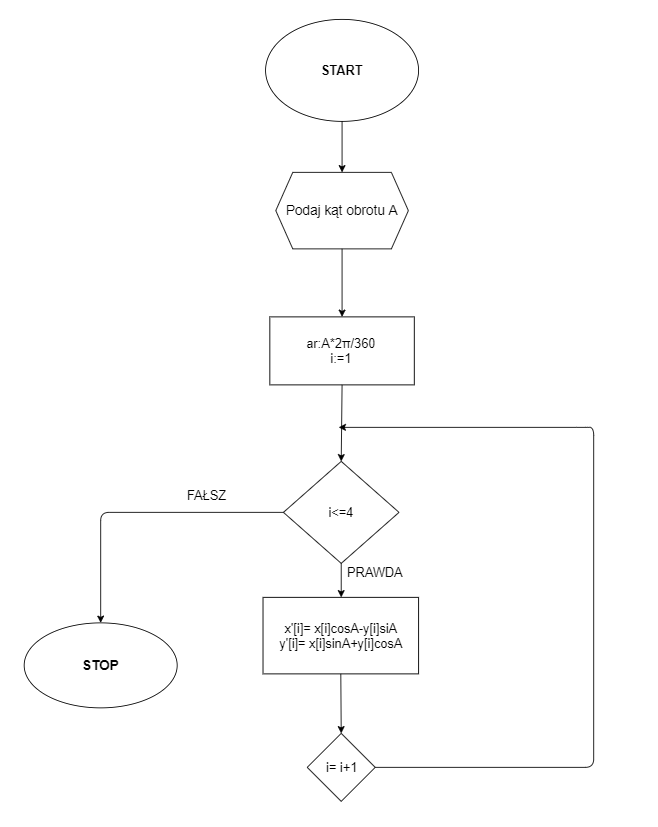 START
Podaj kąt obrotu A
ar:A*2π/360
i:=1
i<=4
FAŁSZ
PRAWDA
x'[i]= x[i]cosA-y[i]siA
y'[i]= x[i]sinA+y[i]cosA
STOP
i= i+1